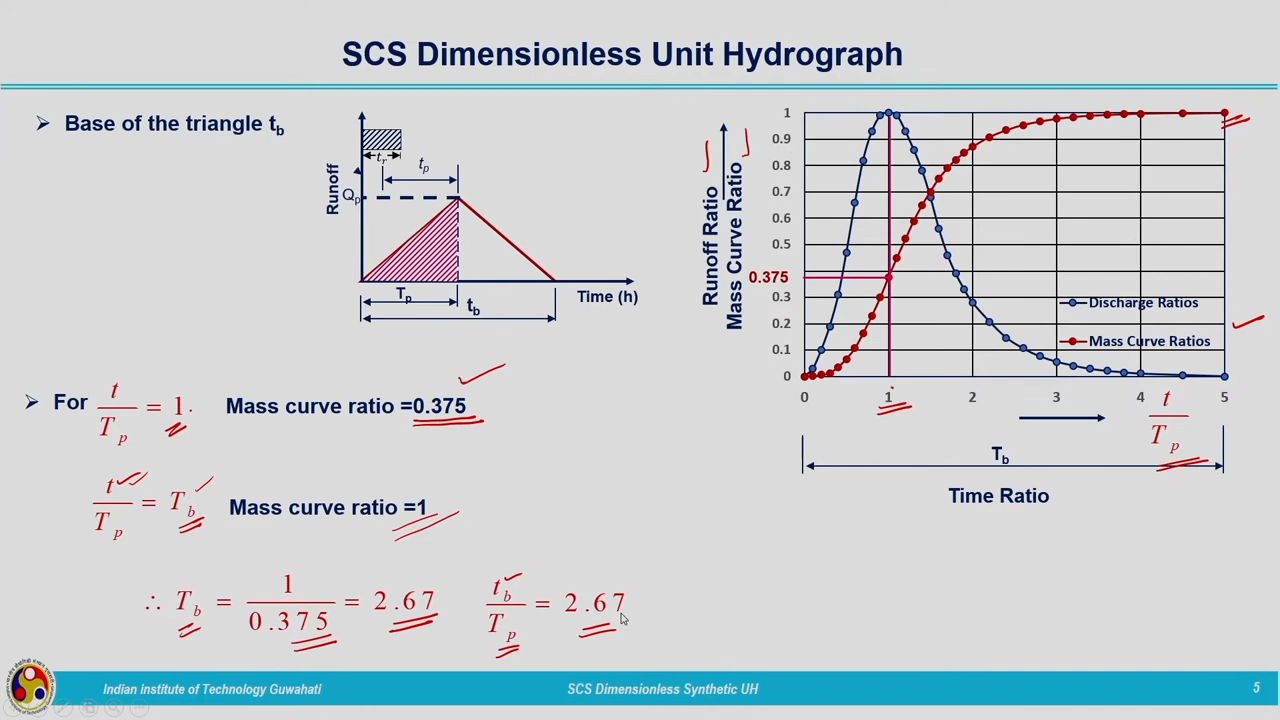 SCS Dimensionless Unit Hydrograph
➢ Base of the triangle t_b
t_r
t_p
Runoff
Q_p
T_p
t_b
Time (h)
Runoff Ratio
Mass Curve Ratio
1
0.9
0.8
0.7
0.6
0.5
0.375
0.3
0.2
0.1
0
Discharge Ratios
Mass Curve Ratios
0 1 2 3 4 5
t / T_p
T_b
Time Ratio
➢ For t / T_p = 1. Mass curve ratio =0.375
t / T_p = T_b Mass curve ratio =1
∴ T_b = 1 / 0.375 = 2.67 t_b / T_p = 2.67
Indian institute of Technology Guwahati SCS Dimensionless Synthetic UH 5